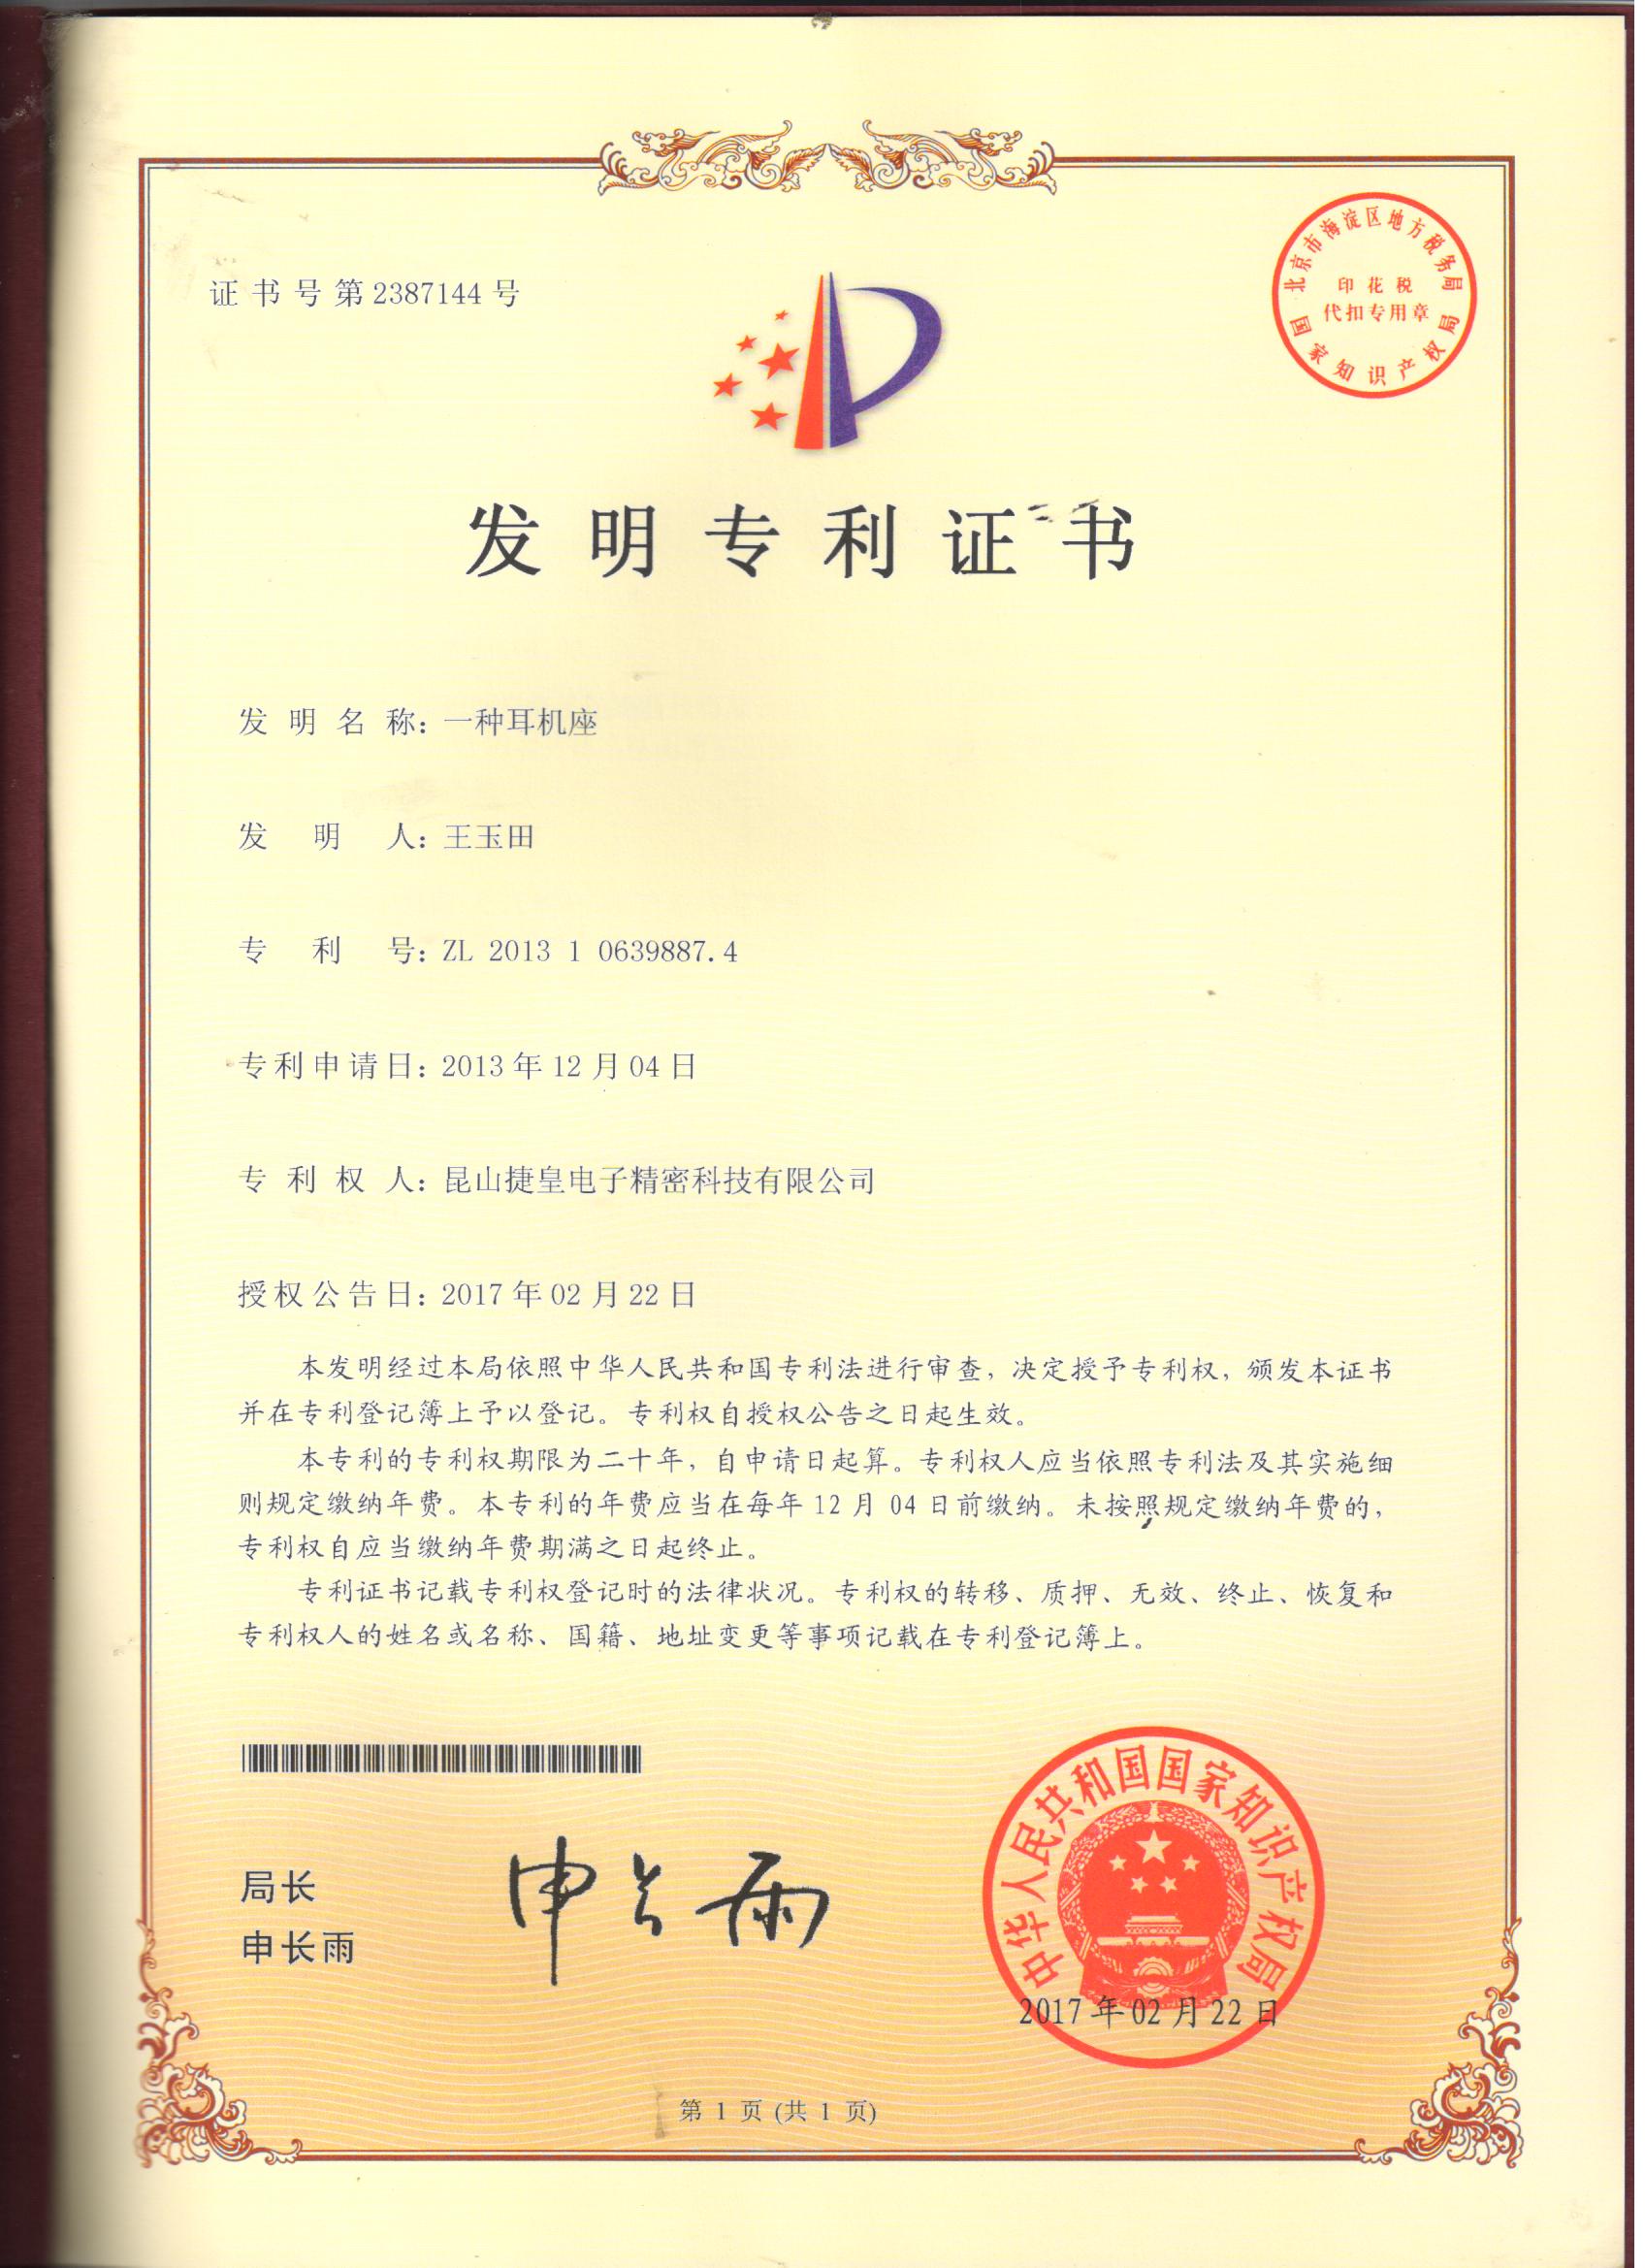 证书号第2387144号
北京市海淀区地方税务局
印花税
代扣专用章
国家知识产权局
发明专利证书
发明名称：一种耳机座
发明人：王玉田
专利号：ZL 2013 1 0639887.4
专利申请日：2013年12月04日
专利权人：昆山捷皇电子精密科技有限公司
授权公告日：2017年02月22日
本发明经过本局依照中华人民共和国专利法进行审查，决定授予专利权，颁发本证书
并在专利登记簿上予以登记。专利权自授权公告之日起生效。
本专利的专利权期限为二十年，自申请日起算。专利权人应当依照专利法及其实施细
则规定缴纳年费。本专利的年费应当在每年12月04日前缴纳。未按照规定缴纳年费的，
专利权自应当缴纳年费期满之日起终止。
专利证书记载专利权登记时的法律状况。专利权的转移、质押、无效、终止、恢复和
专利权人的姓名或名称、国籍、地址变更等事项记载在专利登记簿上。
局长
申长雨
申长雨
中华人民共和国国家知识产权局
2017年02月22日
第1页(共1页)